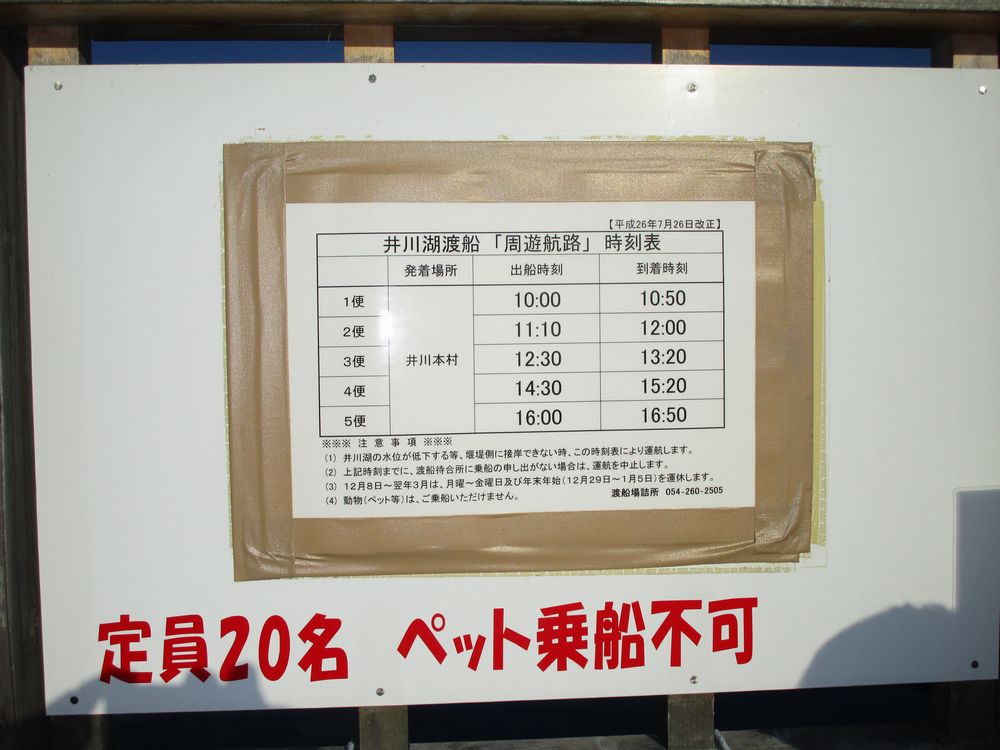 【平成26年7月26日改正】
井川湖渡船 「周遊航路」 時刻表
発着場所 出船時刻 到着時刻
1便 10:00 10:50
2便 11:10 12:00
3便 井川本村 12:30 13:20
4便 14:30 15:20
5便 16:00 16:50
※※※ 注 意 事 項 ※※※
(1) 井川湖の水位が低下する等、堰堤側に接岸できない時、この時刻表により運航します。
(2) 上記時刻までに、渡船待合所に乗船の申し出がない場合は、運航を中止します。
(3) 12月8日～翌年3月は、月曜～金曜日及び年末年始(12月29日～1月5日)を運休します。
(4) 動物(ペット等)は、ご乗船いただけません。
渡船場詰所 054-260-2505
定員20名 ペット乗船不可